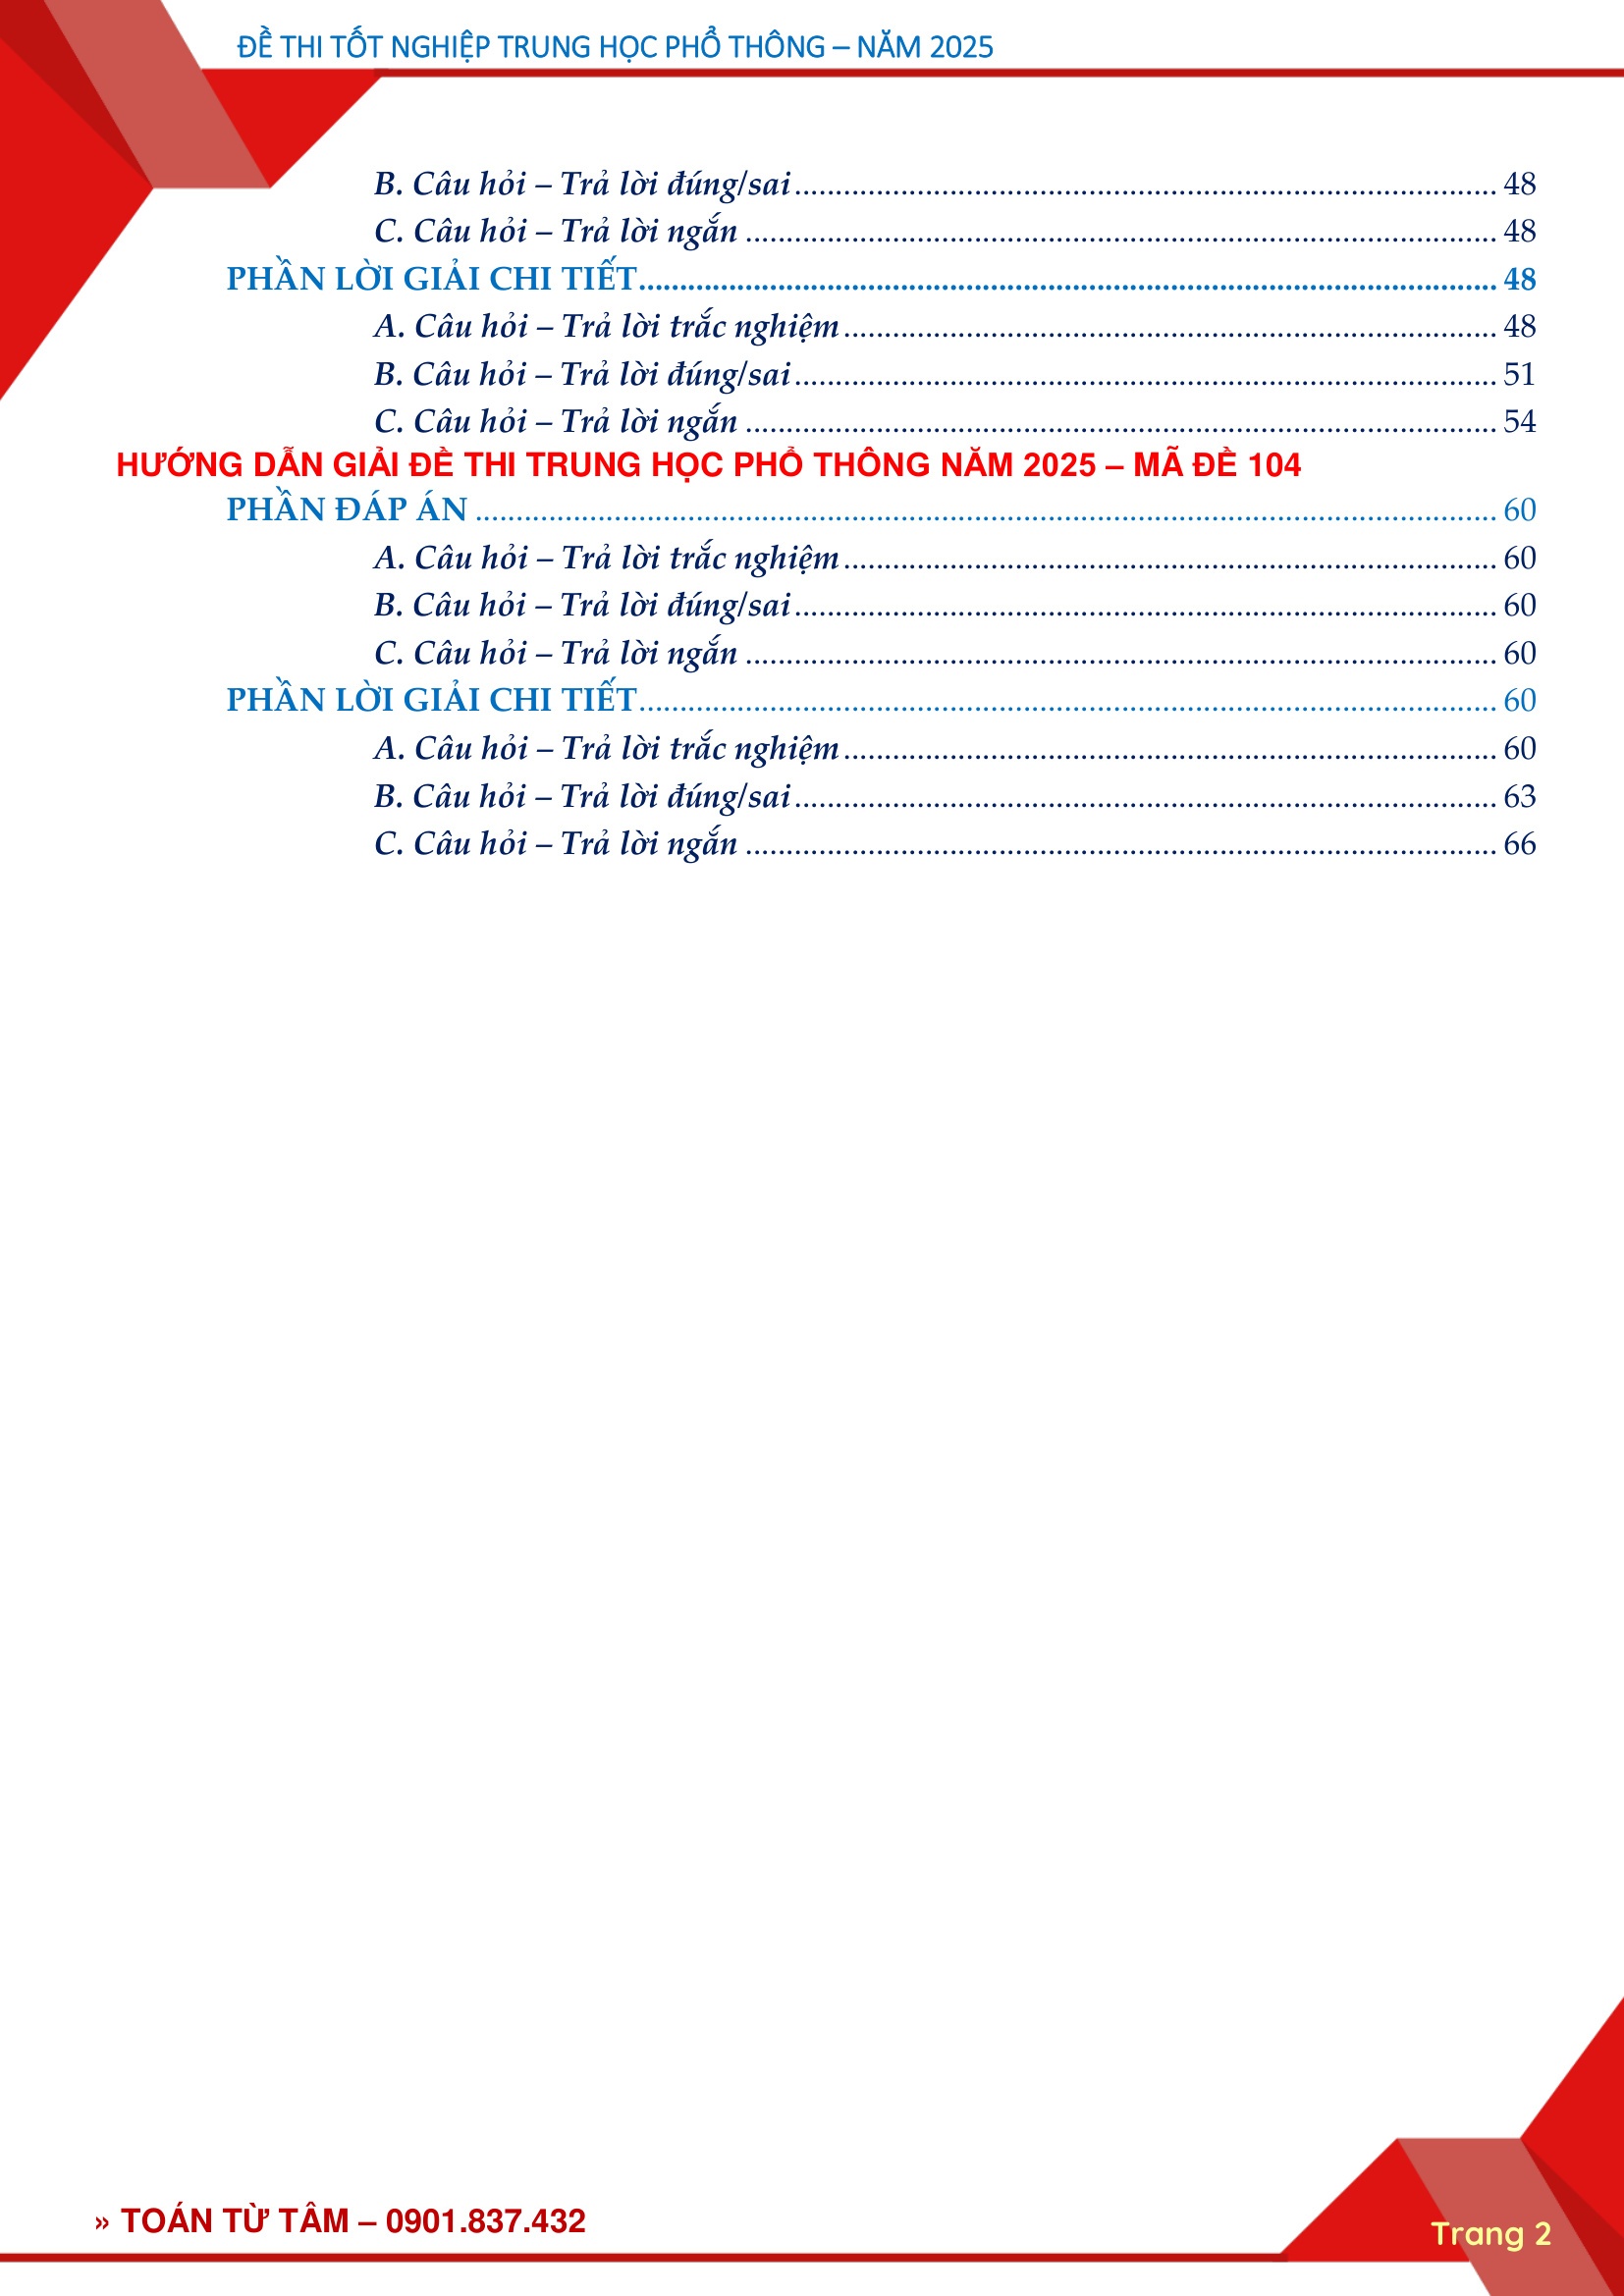 ĐỀ THI TỐT NGHIỆP TRUNG HỌC PHỔ THÔNG – NĂM 2025
B. Câu hỏi – Trả lời đúng/sai.......... 48
C. Câu hỏi – Trả lời ngắn .......... 48
PHẦN LỜI GIẢI CHI TIẾT.......... 48
A. Câu hỏi – Trả lời trắc nghiệm.......... 48
B. Câu hỏi – Trả lời đúng/sai.......... 51
C. Câu hỏi – Trả lời ngắn .......... 54
HƯỚNG DẪN GIẢI ĐỀ THI TRUNG HỌC PHỔ THÔNG NĂM 2025 – MÃ ĐỀ 104
PHẦN ĐÁP ÁN .......... 60
A. Câu hỏi – Trả lời trắc nghiệm.......... 60
B. Câu hỏi – Trả lời đúng/sai.......... 60
C. Câu hỏi – Trả lời ngắn .......... 60
PHẦN LỜI GIẢI CHI TIẾT.......... 60
A. Câu hỏi – Trả lời trắc nghiệm.......... 60
B. Câu hỏi – Trả lời đúng/sai.......... 63
C. Câu hỏi – Trả lời ngắn .......... 66
» TOÁN TỪ TÂM – 0901.837.432
Trang 2